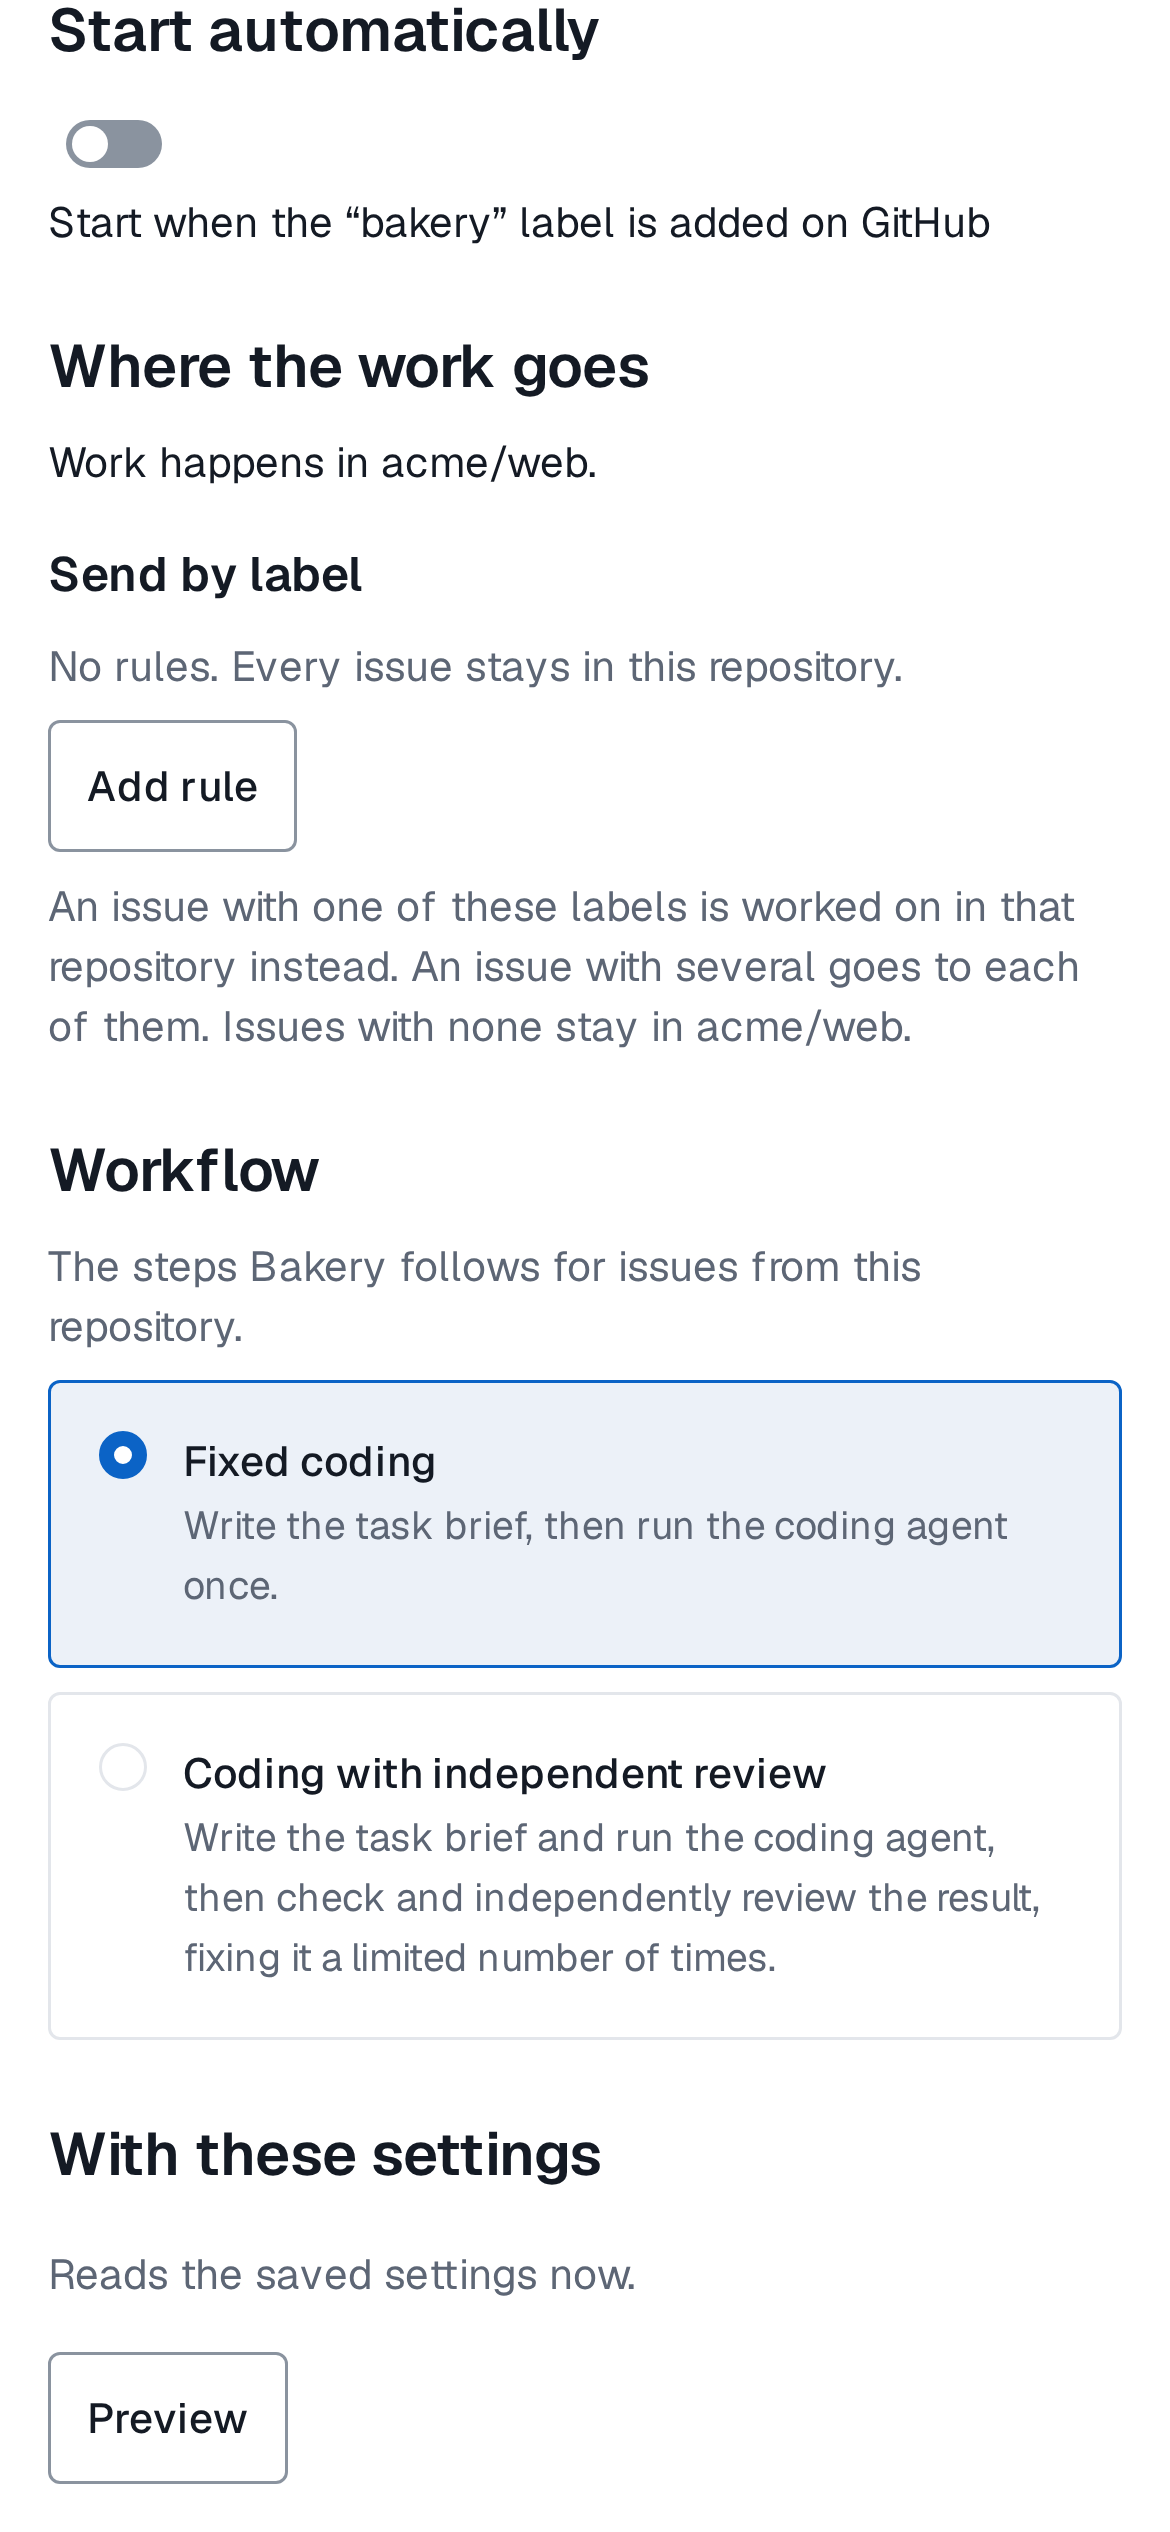 Start automatically
Start when the “bakery” label is added on GitHub
Where the work goes
Work happens in acme/web.
Send by label
No rules. Every issue stays in this repository.
Add rule
An issue with one of these labels is worked on in that
repository instead. An issue with several goes to each
of them. Issues with none stay in acme/web.
Workflow
The steps Bakery follows for issues from this
repository.
Fixed coding
Write the task brief, then run the coding agent
once.
Coding with independent review
Write the task brief and run the coding agent,
then check and independently review the result,
fixing it a limited number of times.
With these settings
Reads the saved settings now.
Preview